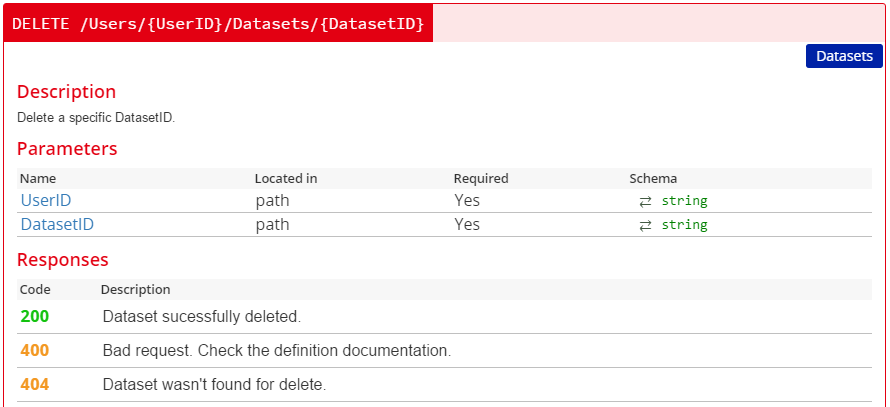 DELETE /Users/{UserID}/Datasets/{DatasetID}
Datasets
Description
Delete a specific DatasetID.
Parameters
Name Located in Required Schema
UserID path Yes ⇄ string
DatasetID path Yes ⇄ string
Responses
Code Description
200 Dataset sucessfully deleted.
400 Bad request. Check the definition documentation.
404 Dataset wasn't found for delete.